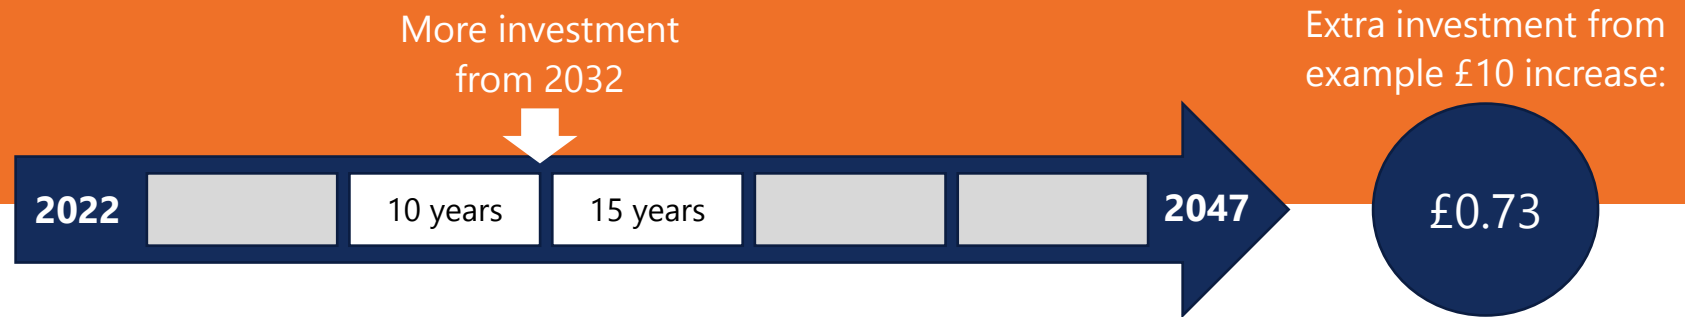 More investment
from 2032
Extra investment from
example £10 increase:
2022
10 years
15 years
2047
£0.73